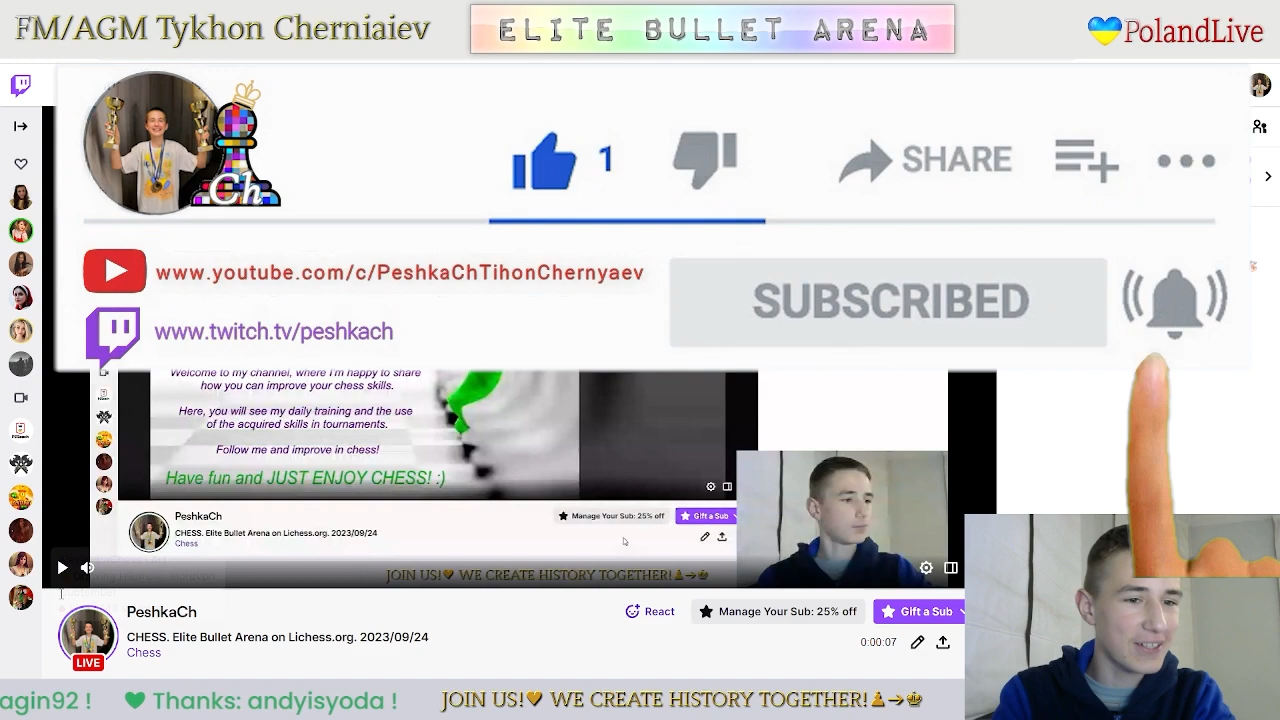 FM/AGM Tykhon Cherniaiev
ELITE BULLET ARENA
PolandLive
Ch
1
SHARE
www.youtube.com/c/PeshkaChTihonChernyaev
SUBSCRIBED
www.twitch.tv/peshkach
Welcome to my channel, where I'm happy to share
how you can improve your chess skills.
Here, you will see my daily training and the use
of the acquired skills in tournaments.
Follow me and improve in chess!
Have fun and JUST ENJOY CHESS! :)
PeshkaCh
Manage Your Sub: 25% off
Gift a Sub
CHESS. Elite Bullet Arena on Lichess.org. 2023/09/24
Chess
JOIN US! WE CREATE HISTORY TOGETHER!
PeshkaCh
React
Manage Your Sub: 25% off
Gift a Sub
CHESS. Elite Bullet Arena on Lichess.org. 2023/09/24
0:00:07
Chess
LIVE
agin92 !
Thanks: andyisyoda !
JOIN US! WE CREATE HISTORY TOGETHER!